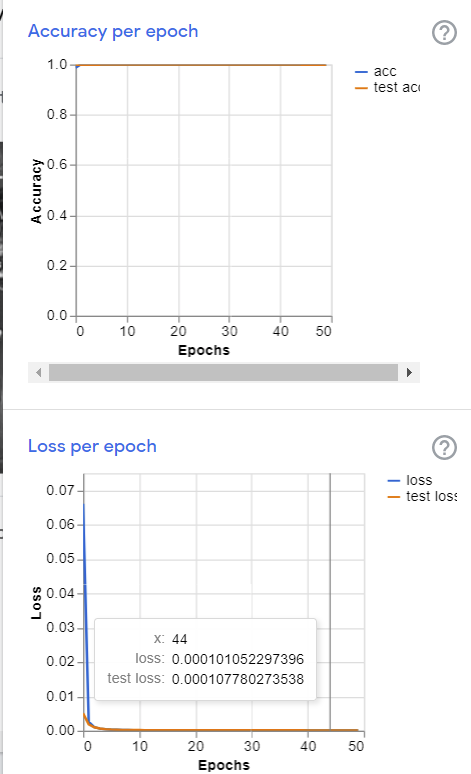 Accuracy per epoch
?
1.0
0.8
0.6
0.4
0.2
0.0
Accuracy
0 10 20 30 40 50
Epochs
acc
test acc
Loss per epoch
?
0.07
0.06
0.05
0.04
0.03
0.02
0.01
0.00
Loss
x: 44
loss: 0.000101052297396
test loss: 0.000107780273538
0 10 20 30 40 50
Epochs
loss
test loss